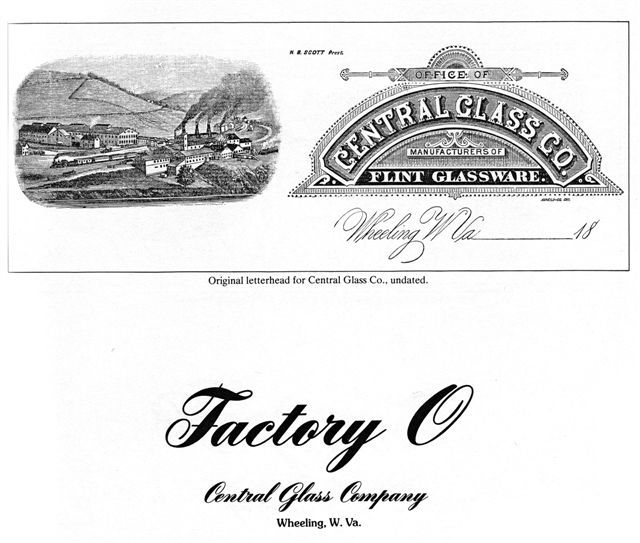 N. B. SCOTT Prest.
OFFICE OF
CENTRAL GLASS CO.
MANUFACTURERS OF
FLINT GLASSWARE.
Wheeling W Va 18
Original letterhead for Central Glass Co., undated.
Factory O
Central Glass Company
Wheeling, W. Va.